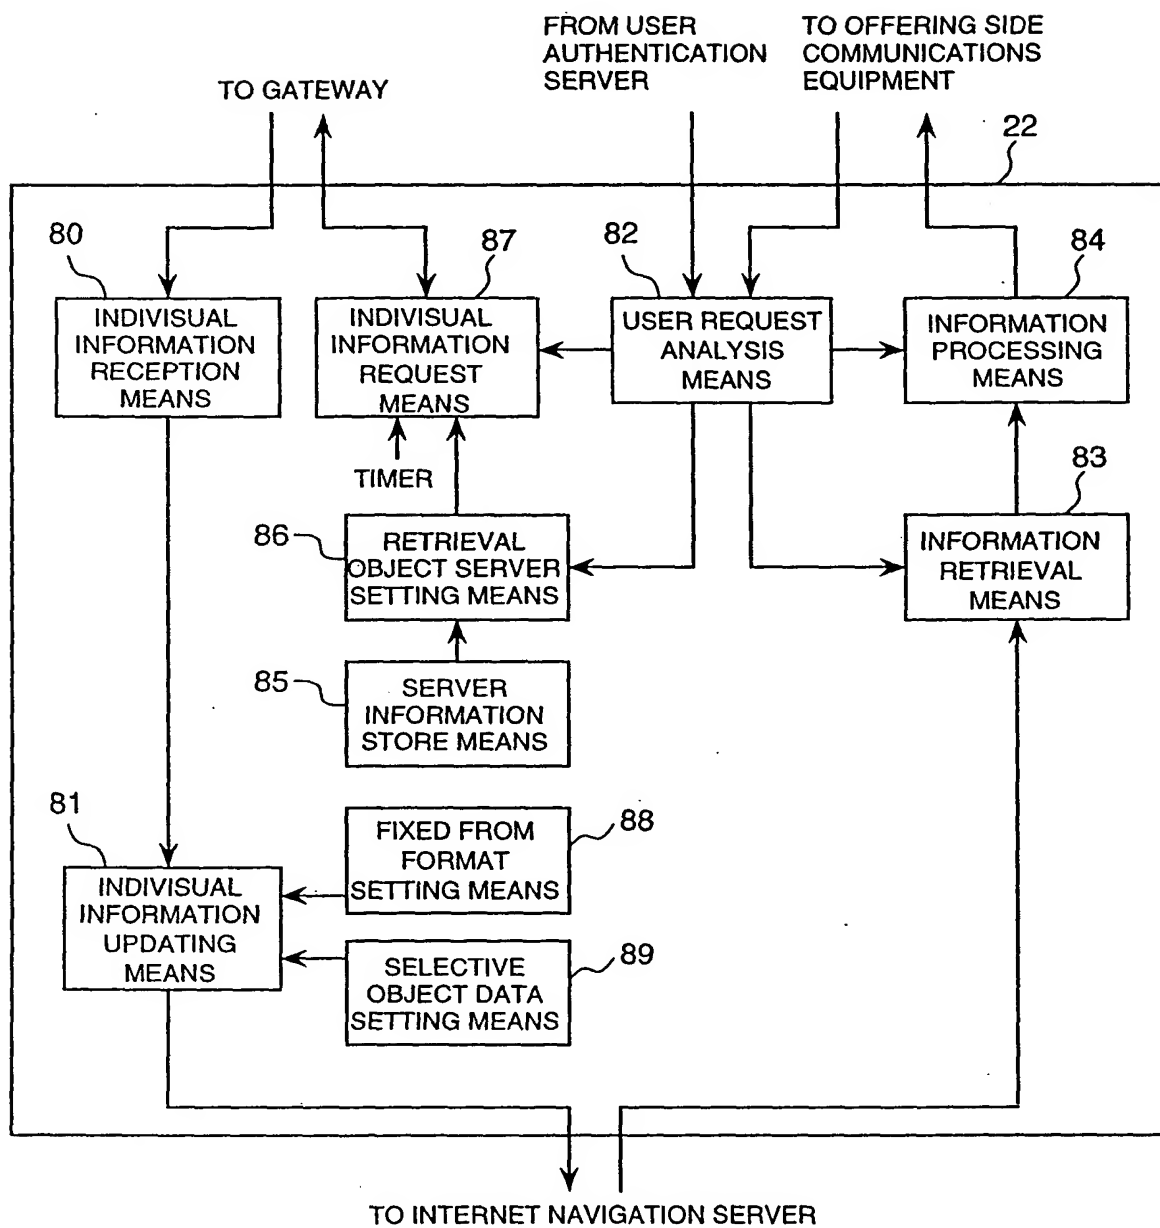 FROM USER
AUTHENTICATION
SERVER
TO OFFERING SIDE
COMMUNICATIONS
EQUIPMENT
TO GATEWAY
22
80
INDIVISUAL
INFORMATION
RECEPTION
MEANS
87
INDIVISUAL
INFORMATION
REQUEST
MEANS
82
USER REQUEST
ANALYSIS
MEANS
84
INFORMATION
PROCESSING
MEANS
TIMER
86
RETRIEVAL
OBJECT SERVER
SETTING MEANS
83
INFORMATION
RETRIEVAL
MEANS
85
SERVER
INFORMATION
STORE MEANS
81
INDIVISUAL
INFORMATION
UPDATING
MEANS
88
FIXED FROM
FORMAT
SETTING MEANS
89
SELECTIVE
OBJECT DATA
SETTING MEANS
TO INTERNET NAVIGATION SERVER